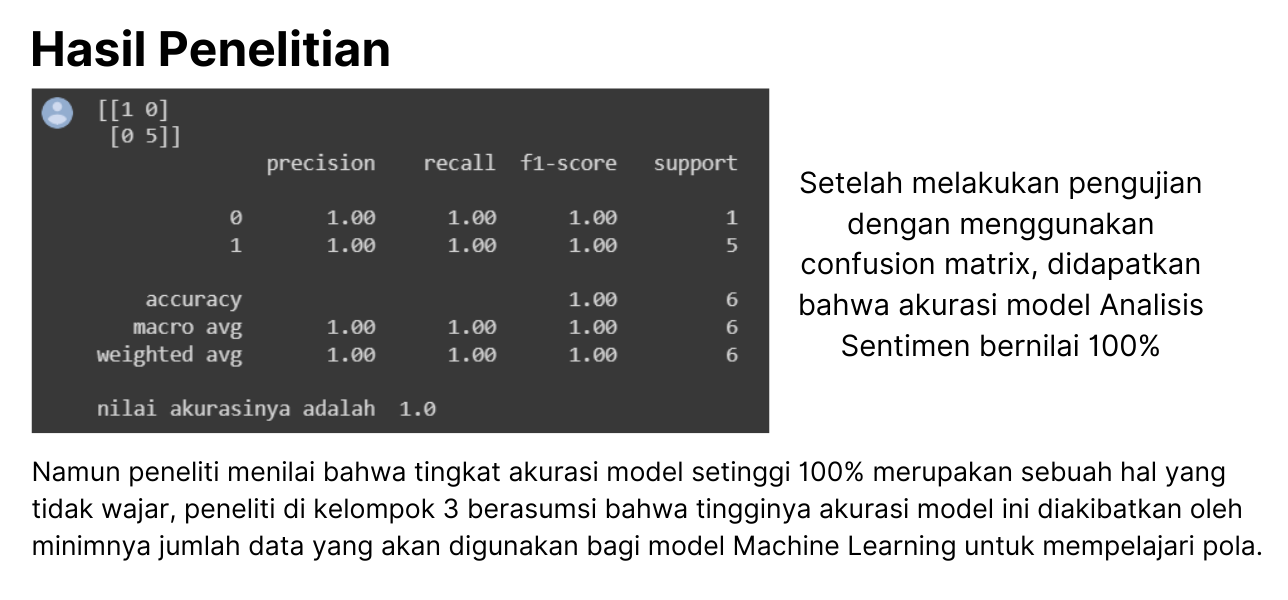 Hasil Penelitian
[[1 0]
[0 5]]
precision recall f1-score support
0 1.00 1.00 1.00 1
1 1.00 1.00 1.00 5
accuracy 1.00 6
macro avg 1.00 1.00 1.00 6
weighted avg 1.00 1.00 1.00 6
nilai akurasinya adalah 1.0
Setelah melakukan pengujian
dengan menggunakan
confusion matrix, didapatkan
bahwa akurasi model Analisis
Sentimen bernilai 100%
Namun peneliti menilai bahwa tingkat akurasi model setinggi 100% merupakan sebuah hal yang
tidak wajar, peneliti di kelompok 3 berasumsi bahwa tingginya akurasi model ini diakibatkan oleh
minimnya jumlah data yang akan digunakan bagi model Machine Learning untuk mempelajari pola.